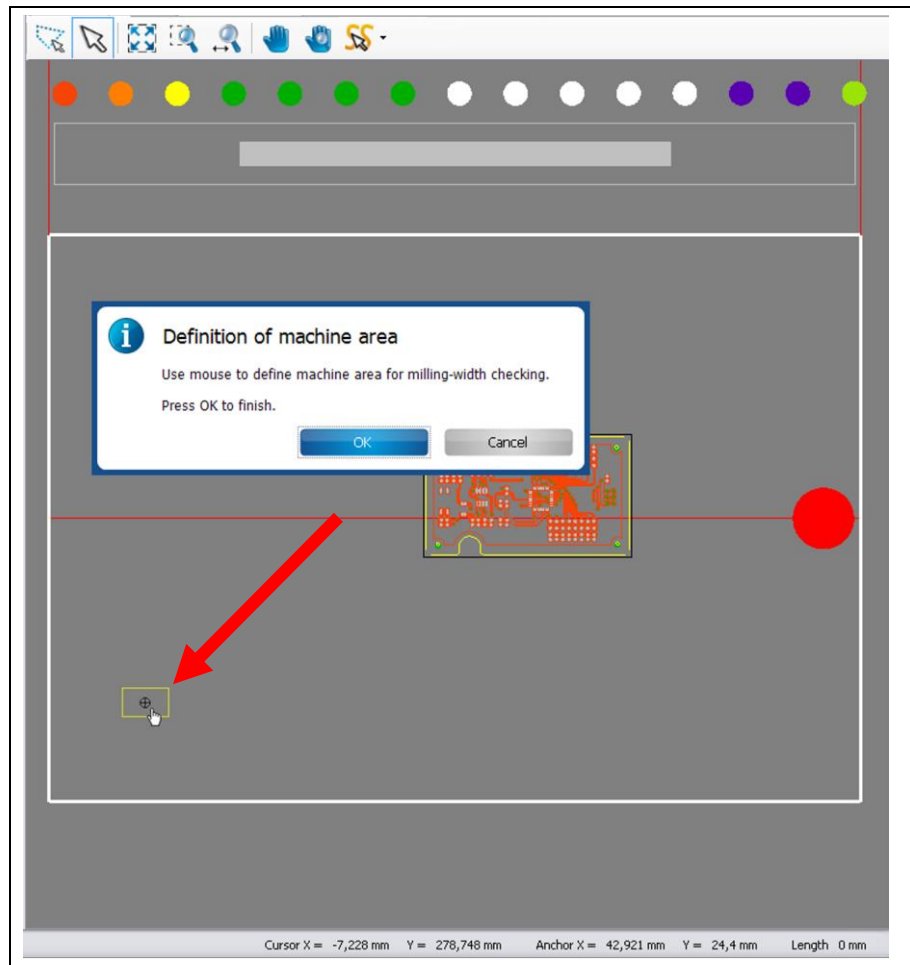 Definition of machine area
Use mouse to define machine area for milling-width checking.
Press OK to finish.
OK Cancel
Cursor X = -7,228 mm Y = 278,748 mm Anchor X = 42,921 mm Y = 24,4 mm Length 0 mm